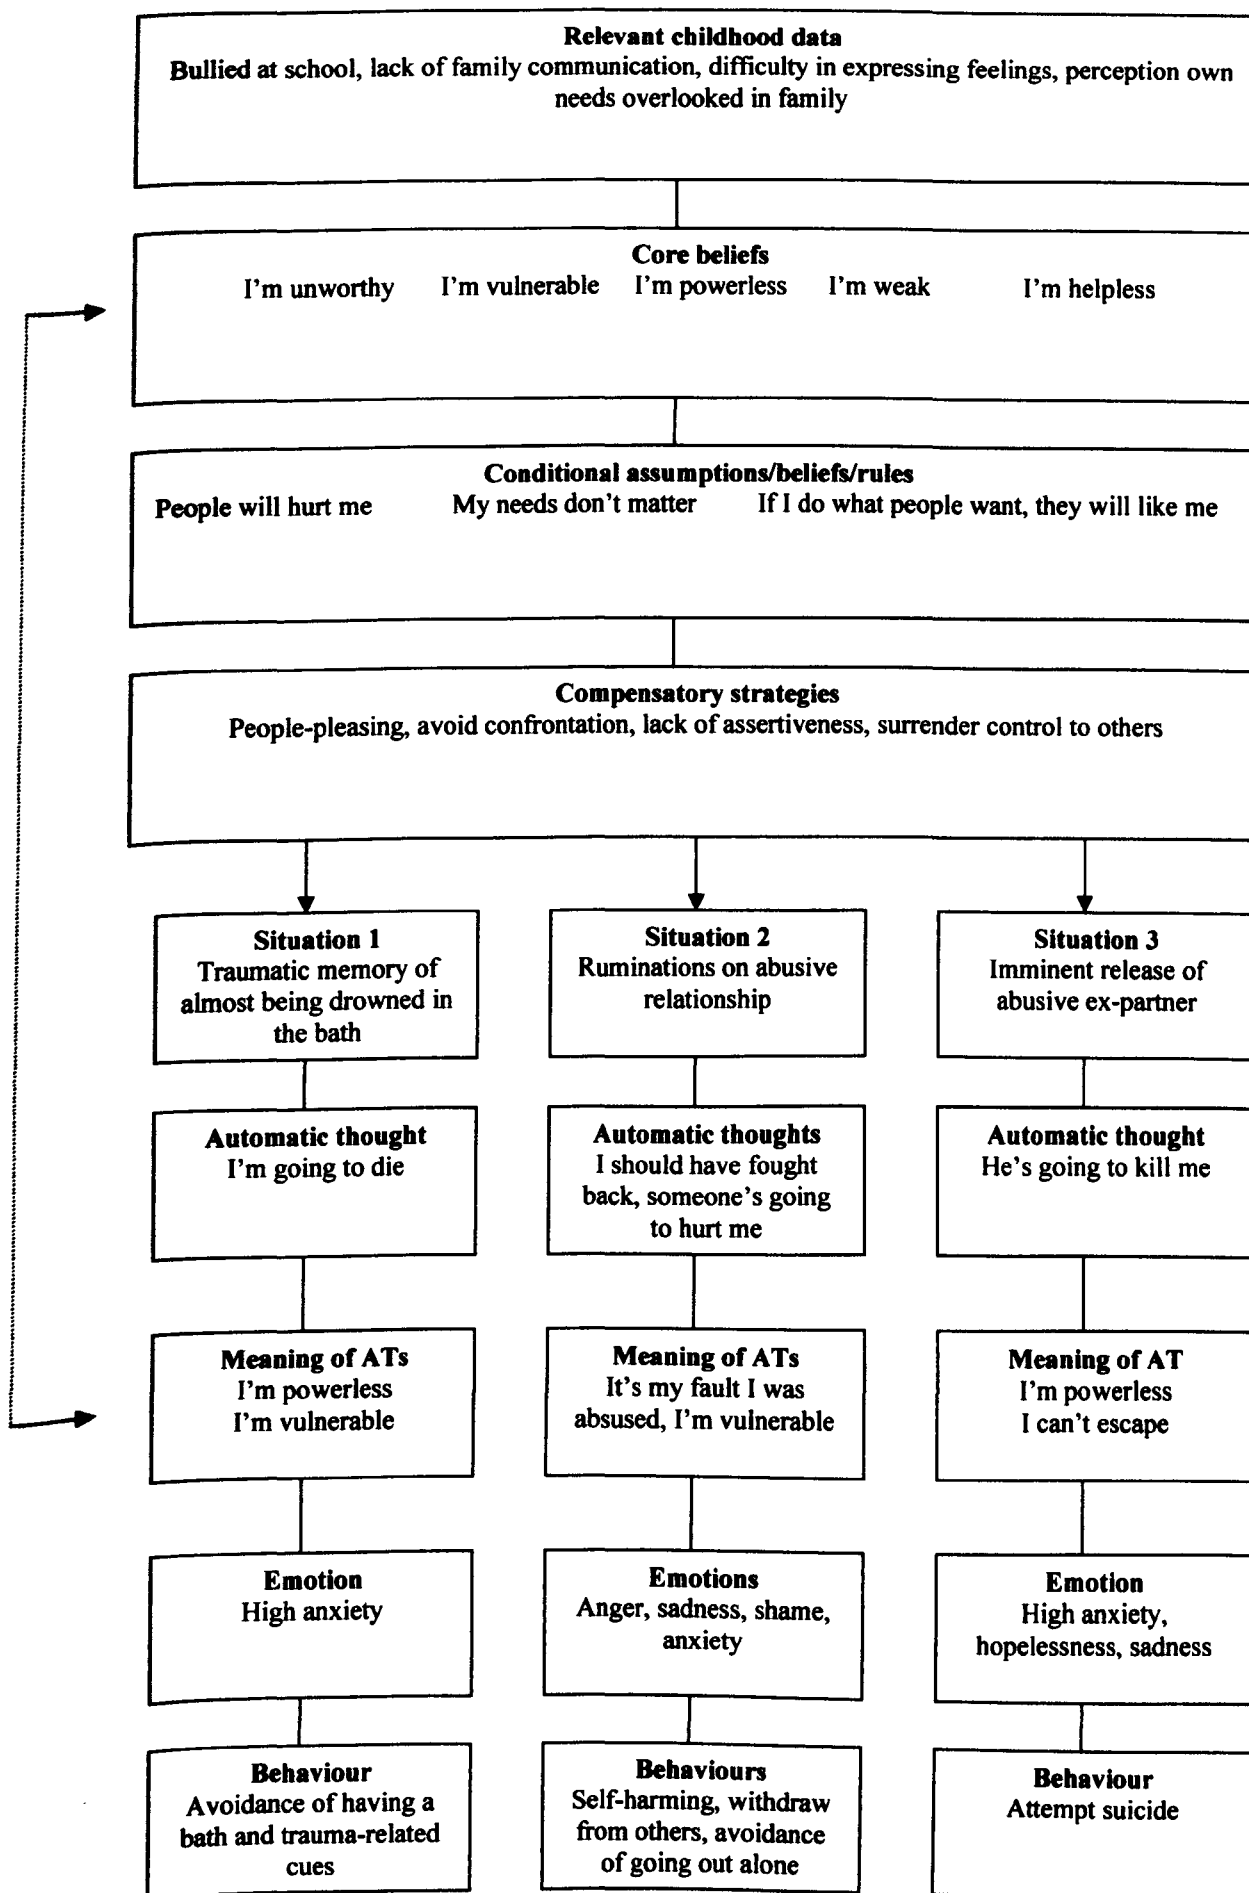 Relevant childhood data
Bullied at school, lack of family communication, difficulty in expressing feelings, perception own
needs overlooked in family
Core beliefs
I'm unworthy I'm vulnerable I'm powerless I'm weak I'm helpless
Conditional assumptions/beliefs/rules
People will hurt me My needs don't matter If I do what people want, they will like me
Compensatory strategies
People-pleasing, avoid confrontation, lack of assertiveness, surrender control to others
Situation 1
Traumatic memory of
almost being drowned in
the bath
Situation 2
Ruminations on abusive
relationship
Situation 3
Imminent release of
abusive ex-partner
Automatic thought
I'm going to die
Automatic thoughts
I should have fought
back, someone's going
to hurt me
Automatic thought
He's going to kill me
Meaning of ATs
I'm powerless
I'm vulnerable
Meaning of ATs
It's my fault I was
absused, I'm vulnerable
Meaning of AT
I'm powerless
I can't escape
Emotion
High anxiety
Emotions
Anger, sadness, shame,
anxiety
Emotion
High anxiety,
hopelessness, sadness
Behaviour
Avoidance of having a
bath and trauma-related
cues
Behaviours
Self-harming, withdraw
from others, avoidance
of going out alone
Behaviour
Attempt suicide